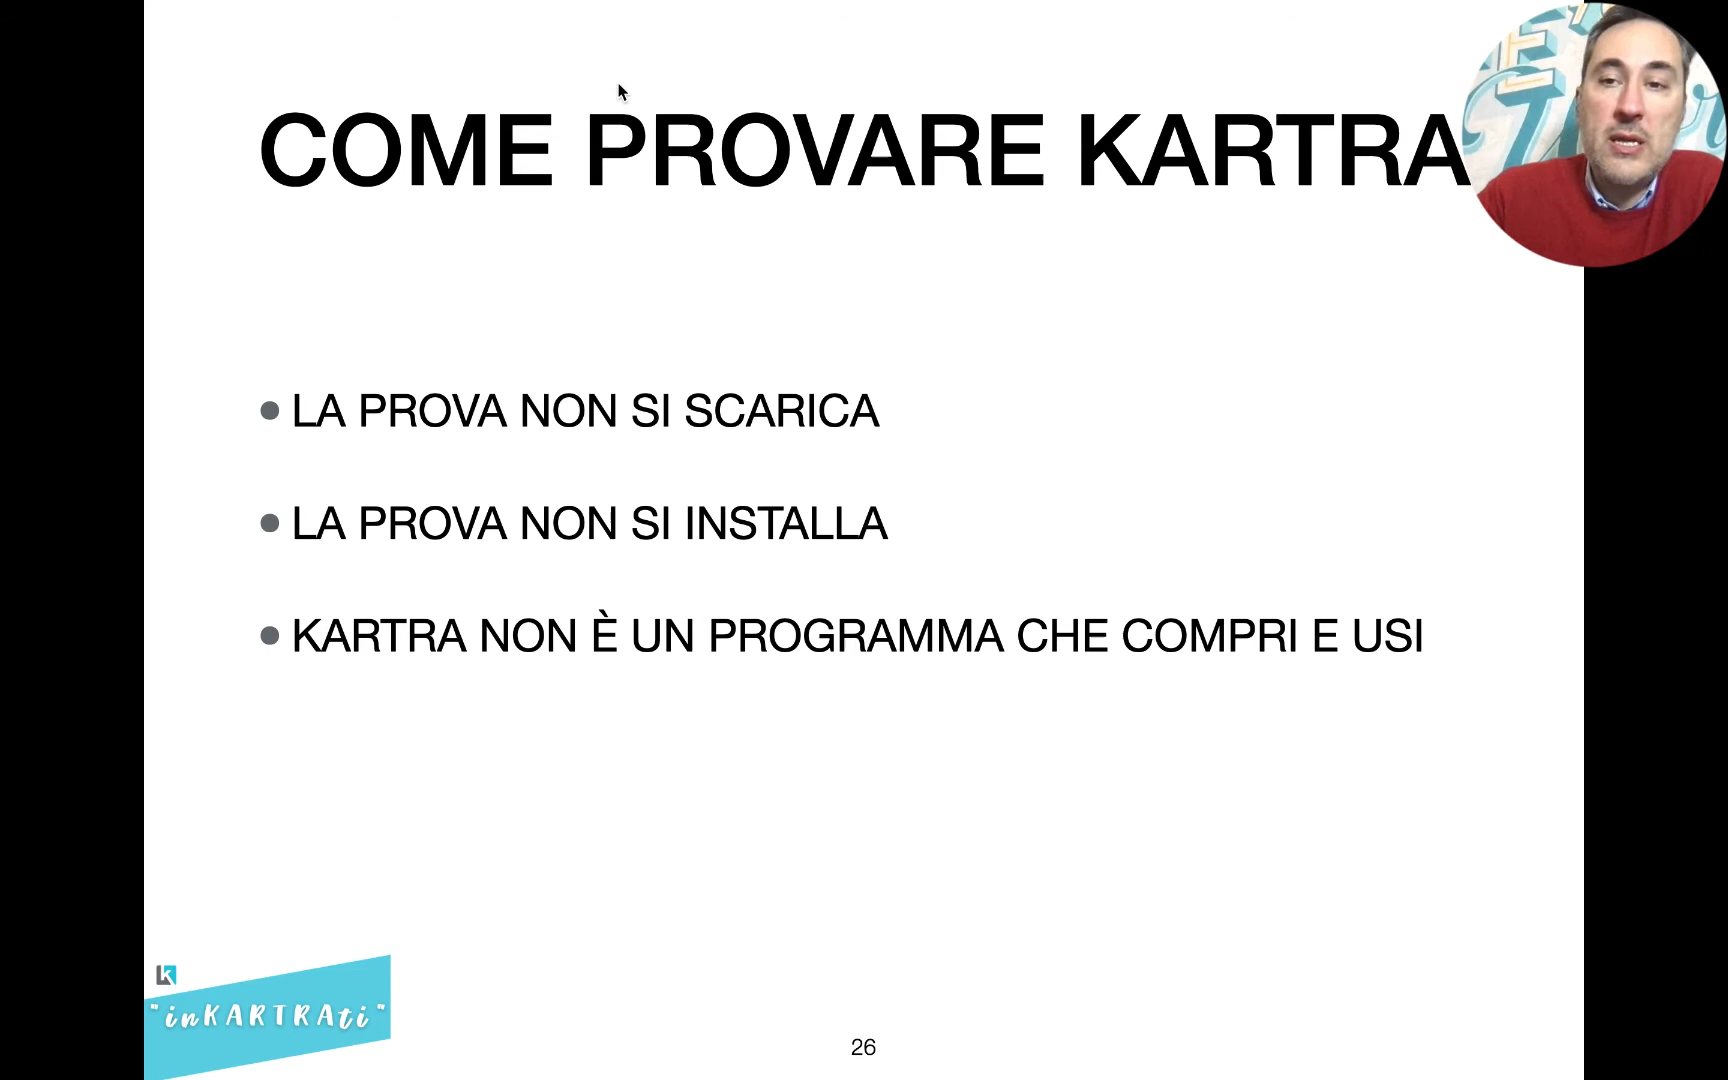 COME PROVARE KARTRA
LA PROVA NON SI SCARICA
LA PROVA NON SI INSTALLA
KARTRA NON È UN PROGRAMMA CHE COMPRI E USI
"inKARTRAti"
26